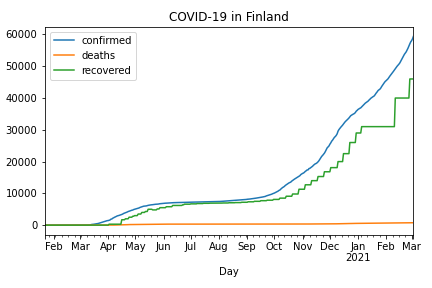 COVID-19 in Finland
confirmed
deaths
recovered
60000
50000
40000
30000
20000
10000
0
Feb Mar Apr May Jun Jul Aug Sep Oct Nov Dec Jan Feb Mar
2021
Day